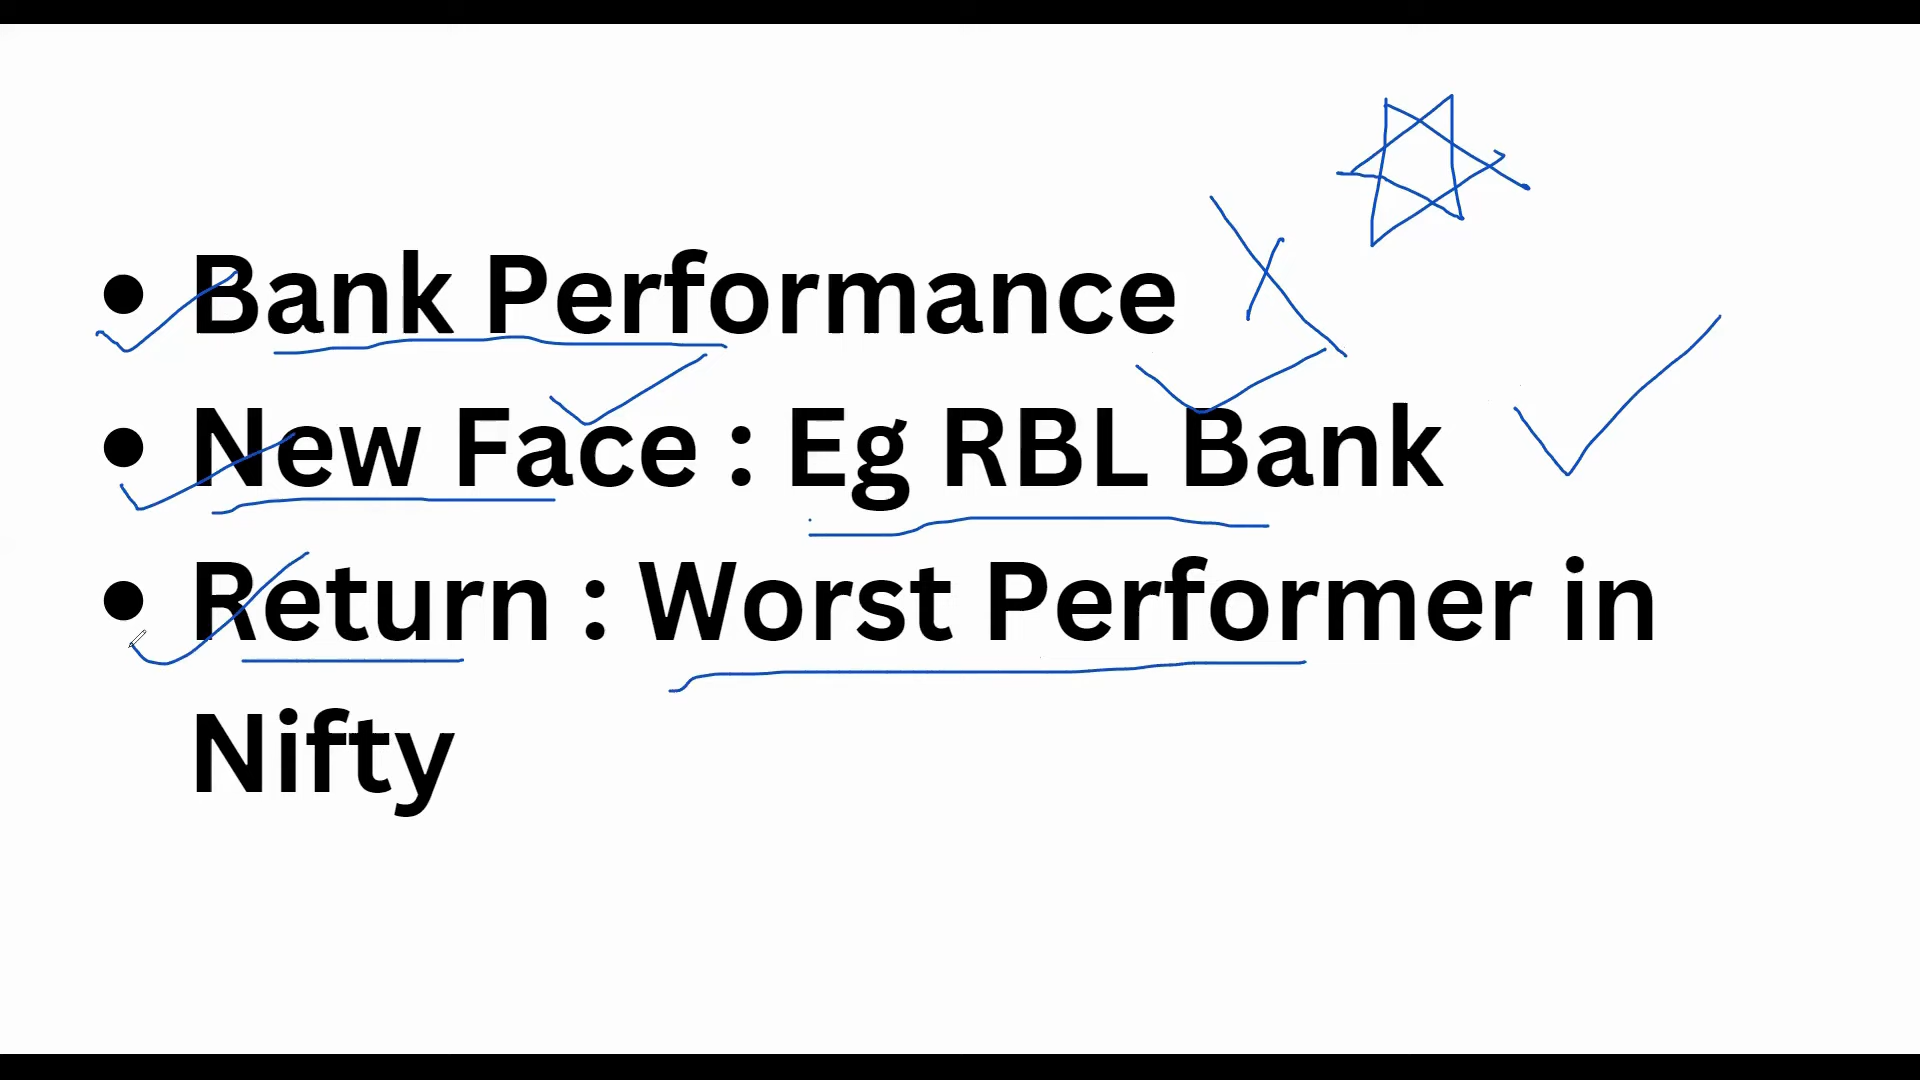 • Bank Performance
• New Face : Eg RBL Bank
• Return : Worst Performer in
Nifty